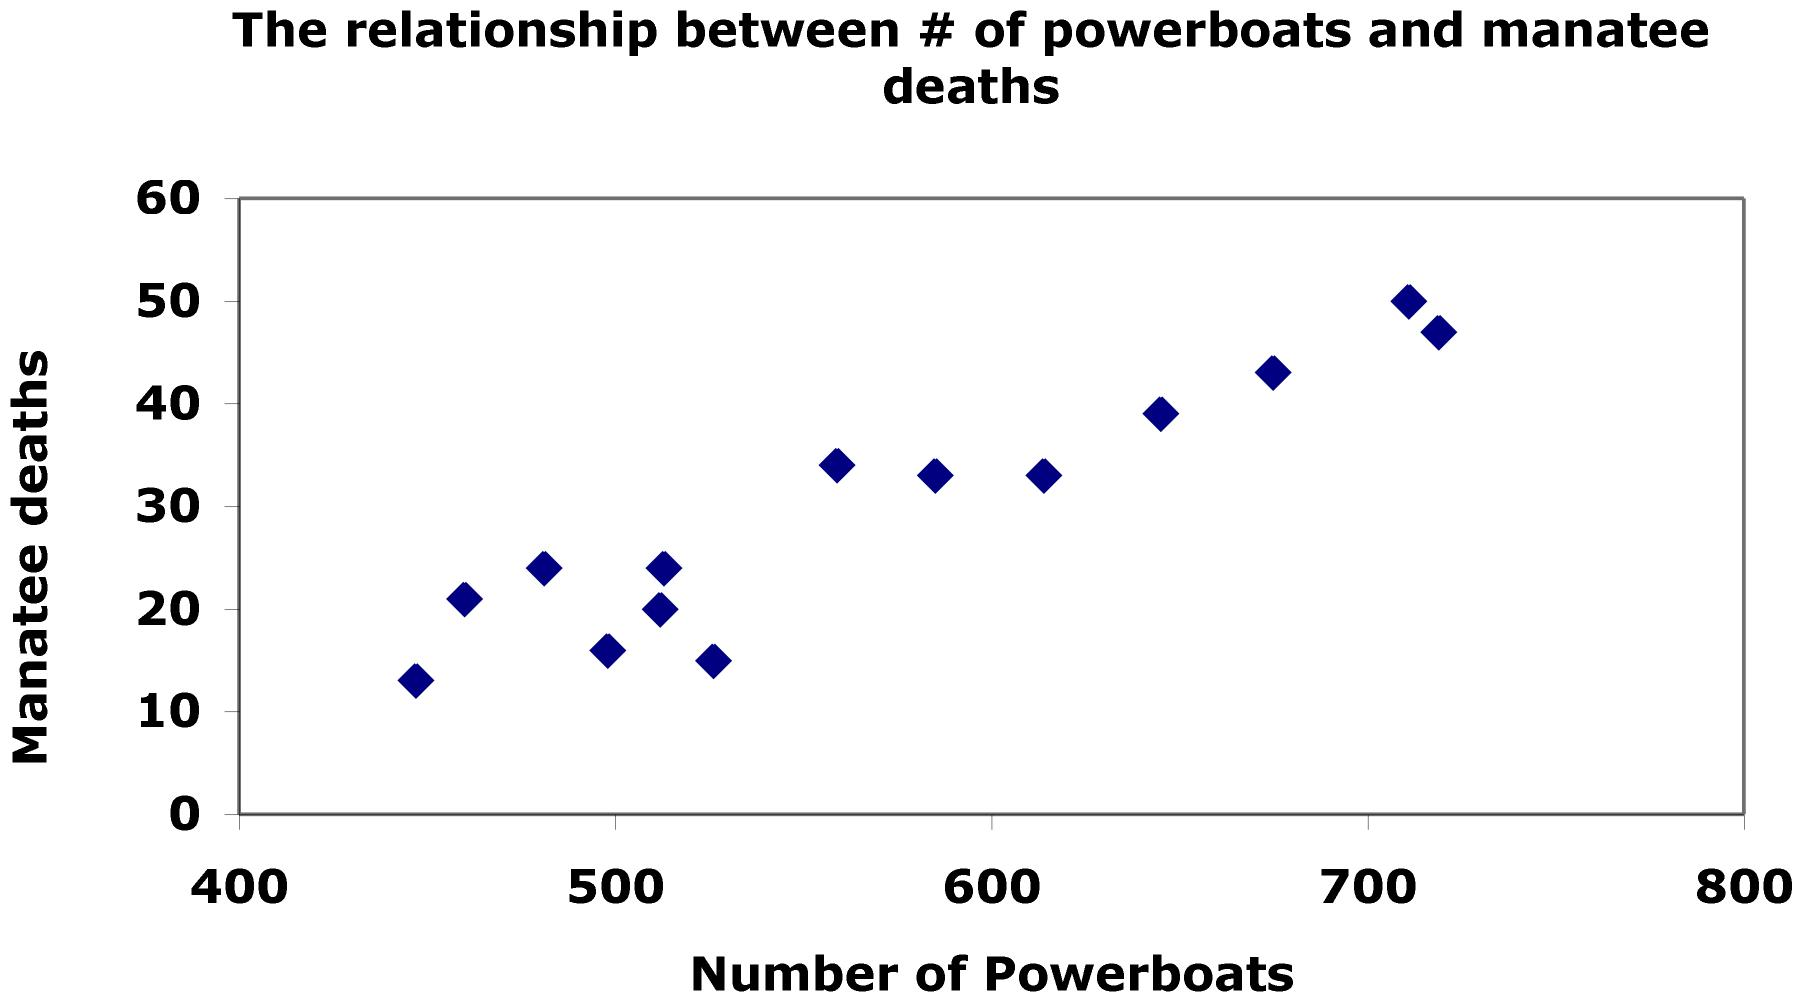 The relationship between # of powerboats and manatee
deaths
60
50
40
30
20
10
0
Manatee deaths
400 500 600 700 800
Number of Powerboats